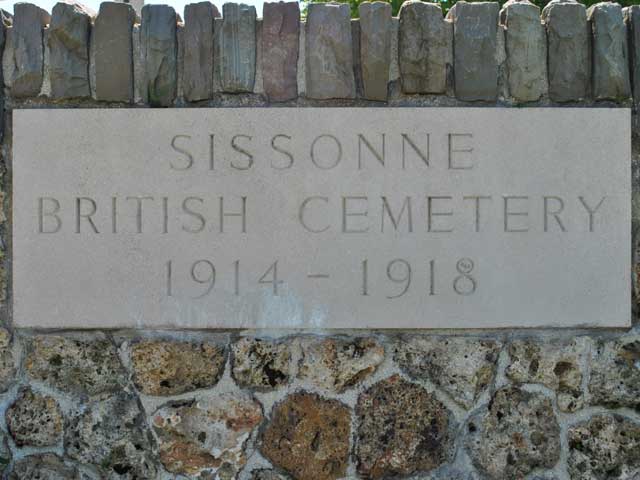 SISSONNE
BRITISH CEMETERY
1914 - 1918